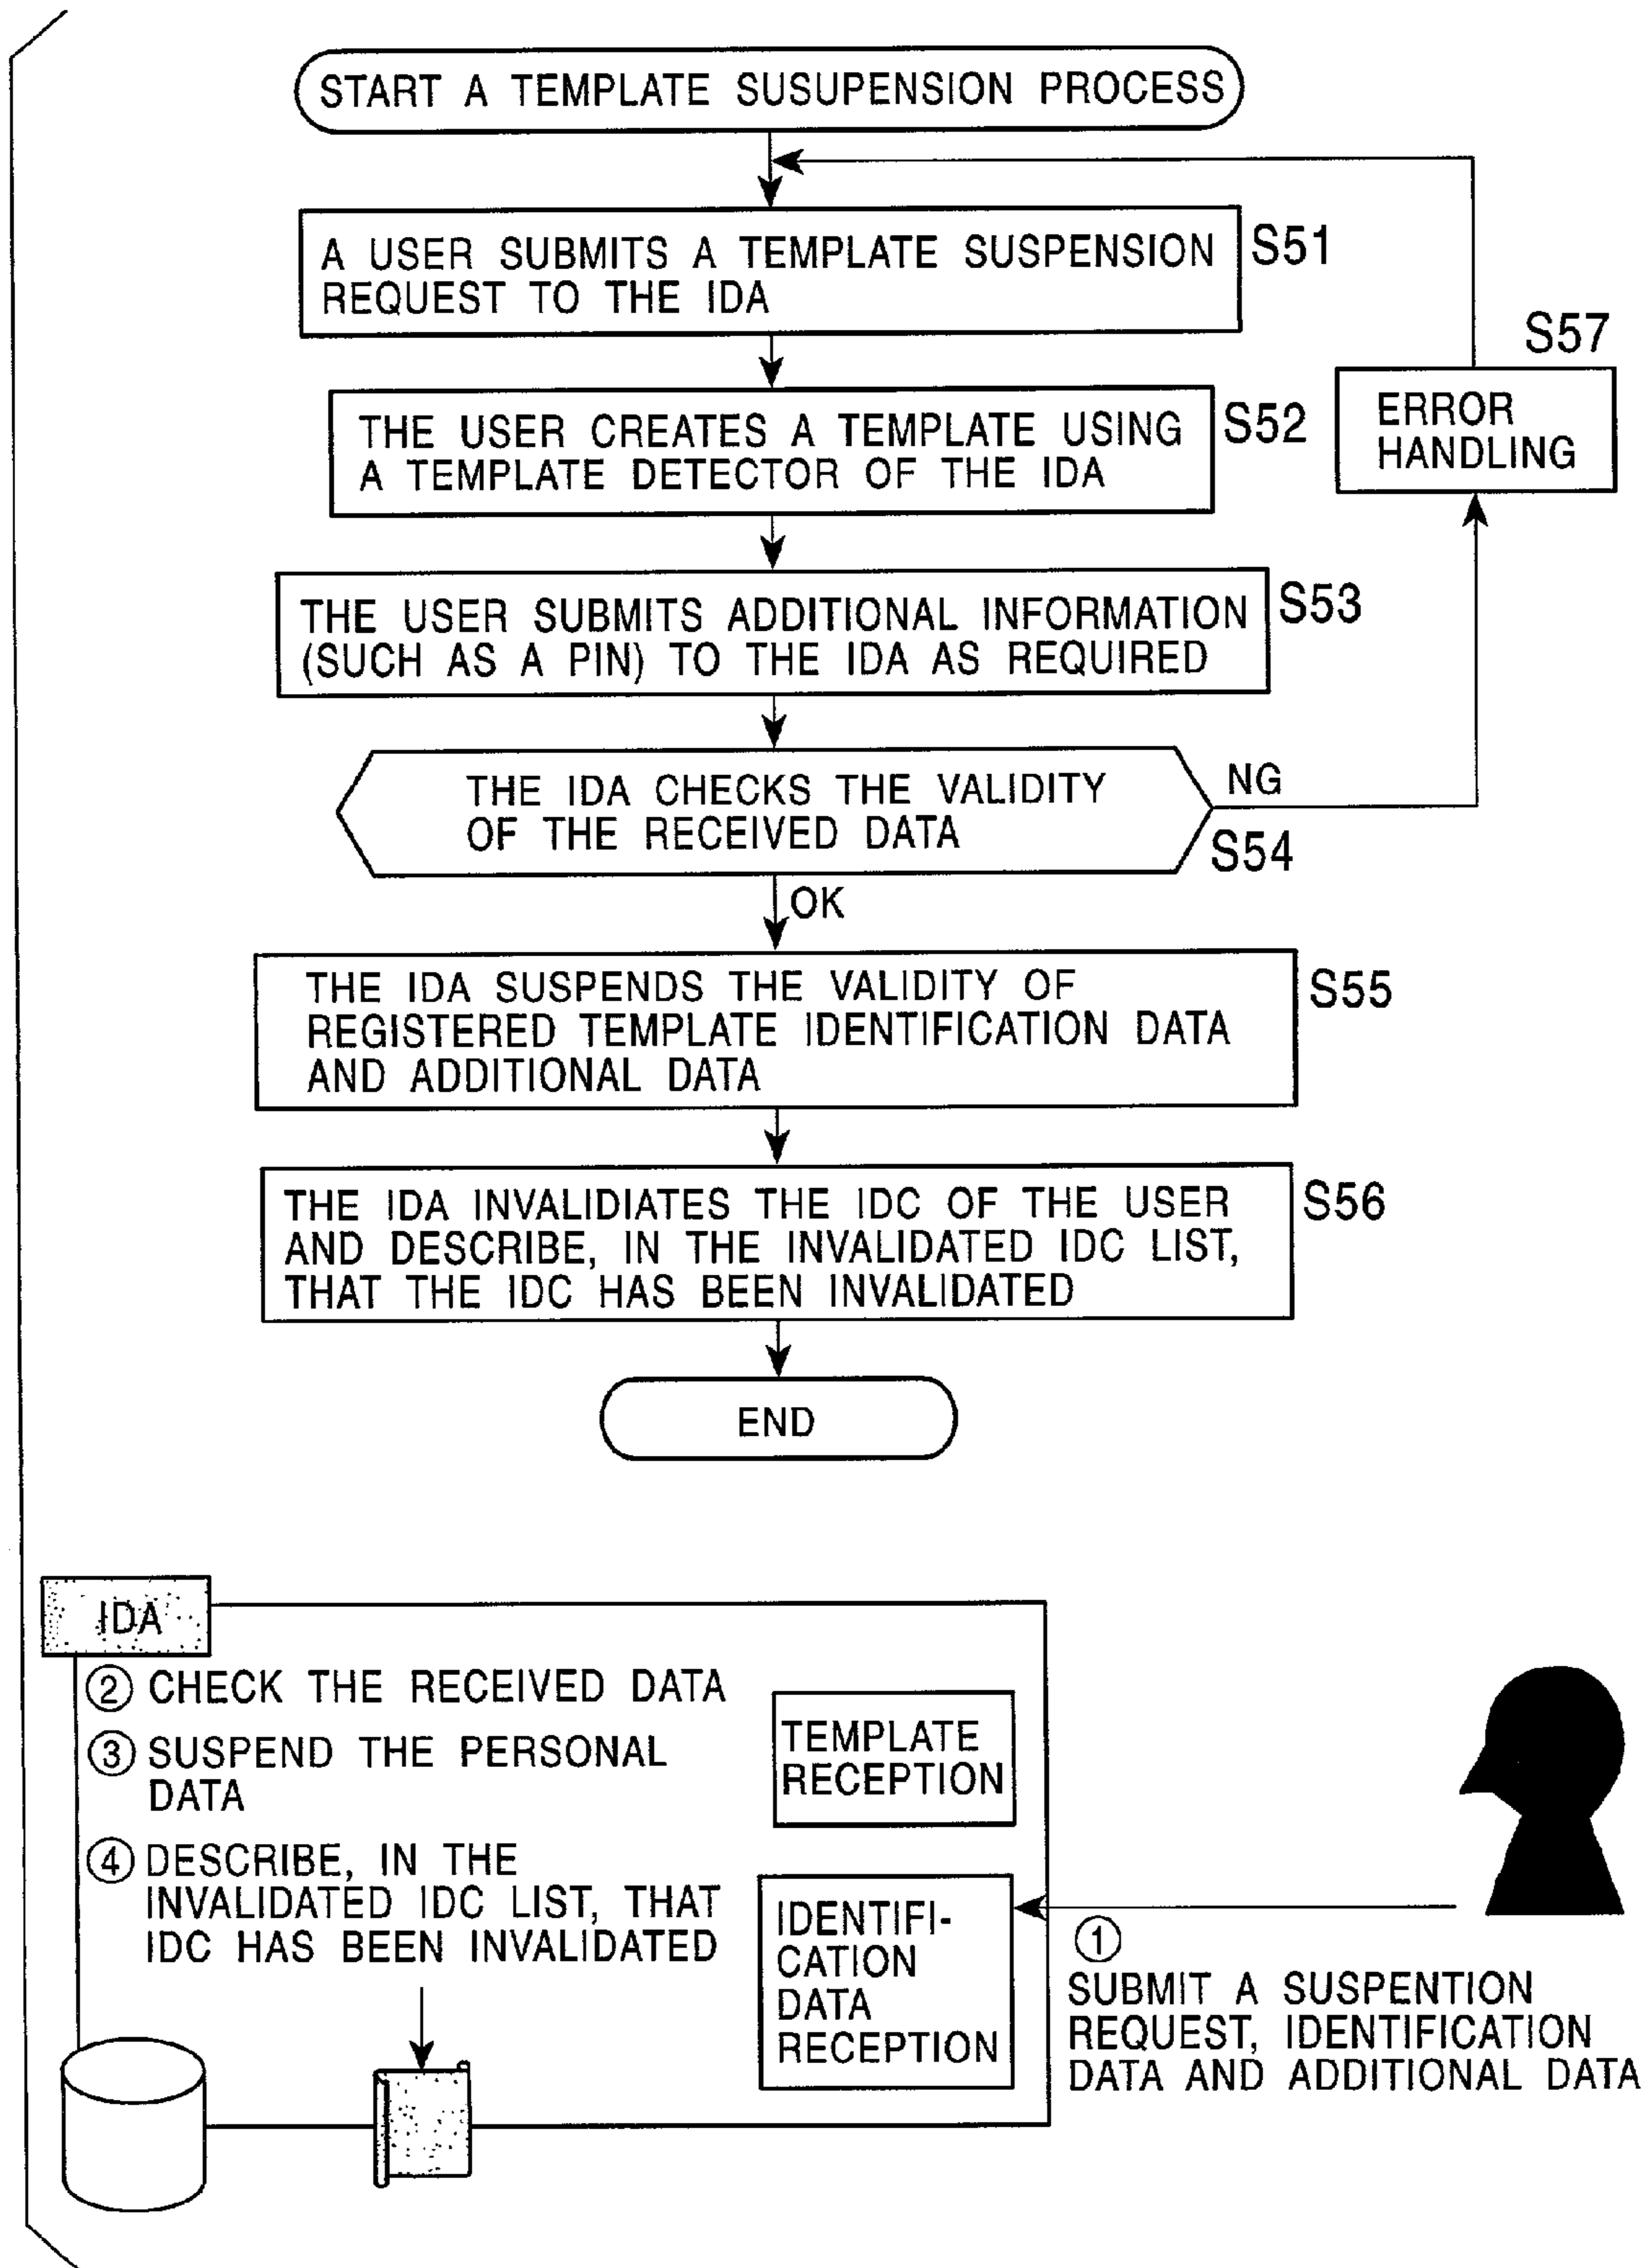 START A TEMPLATE SUSUPENSION PROCESS
A USER SUBMITS A TEMPLATE SUSPENSION
REQUEST TO THE IDA
S51
S57
ERROR
HANDLING
THE USER CREATES A TEMPLATE USING
A TEMPLATE DETECTOR OF THE IDA
S52
THE USER SUBMITS ADDITIONAL INFORMATION
(SUCH AS A PIN) TO THE IDA AS REQUIRED
S53
THE IDA CHECKS THE VALIDITY
OF THE RECEIVED DATA
NG
S54
OK
THE IDA SUSPENDS THE VALIDITY OF
REGISTERED TEMPLATE IDENTIFICATION DATA
AND ADDITIONAL DATA
S55
THE IDA INVALIDIATES THE IDC OF THE USER
AND DESCRIBE, IN THE INVALIDATED IDC LIST,
THAT THE IDC HAS BEEN INVALIDATED
S56
END
IDA
② CHECK THE RECEIVED DATA
③ SUSPEND THE PERSONAL
DATA
④ DESCRIBE, IN THE
INVALIDATED IDC LIST, THAT
IDC HAS BEEN INVALIDATED
TEMPLATE
RECEPTION
IDENTIFI-
CATION
DATA
RECEPTION
①
SUBMIT A SUSPENTION
REQUEST, IDENTIFICATION
DATA AND ADDITIONAL DATA